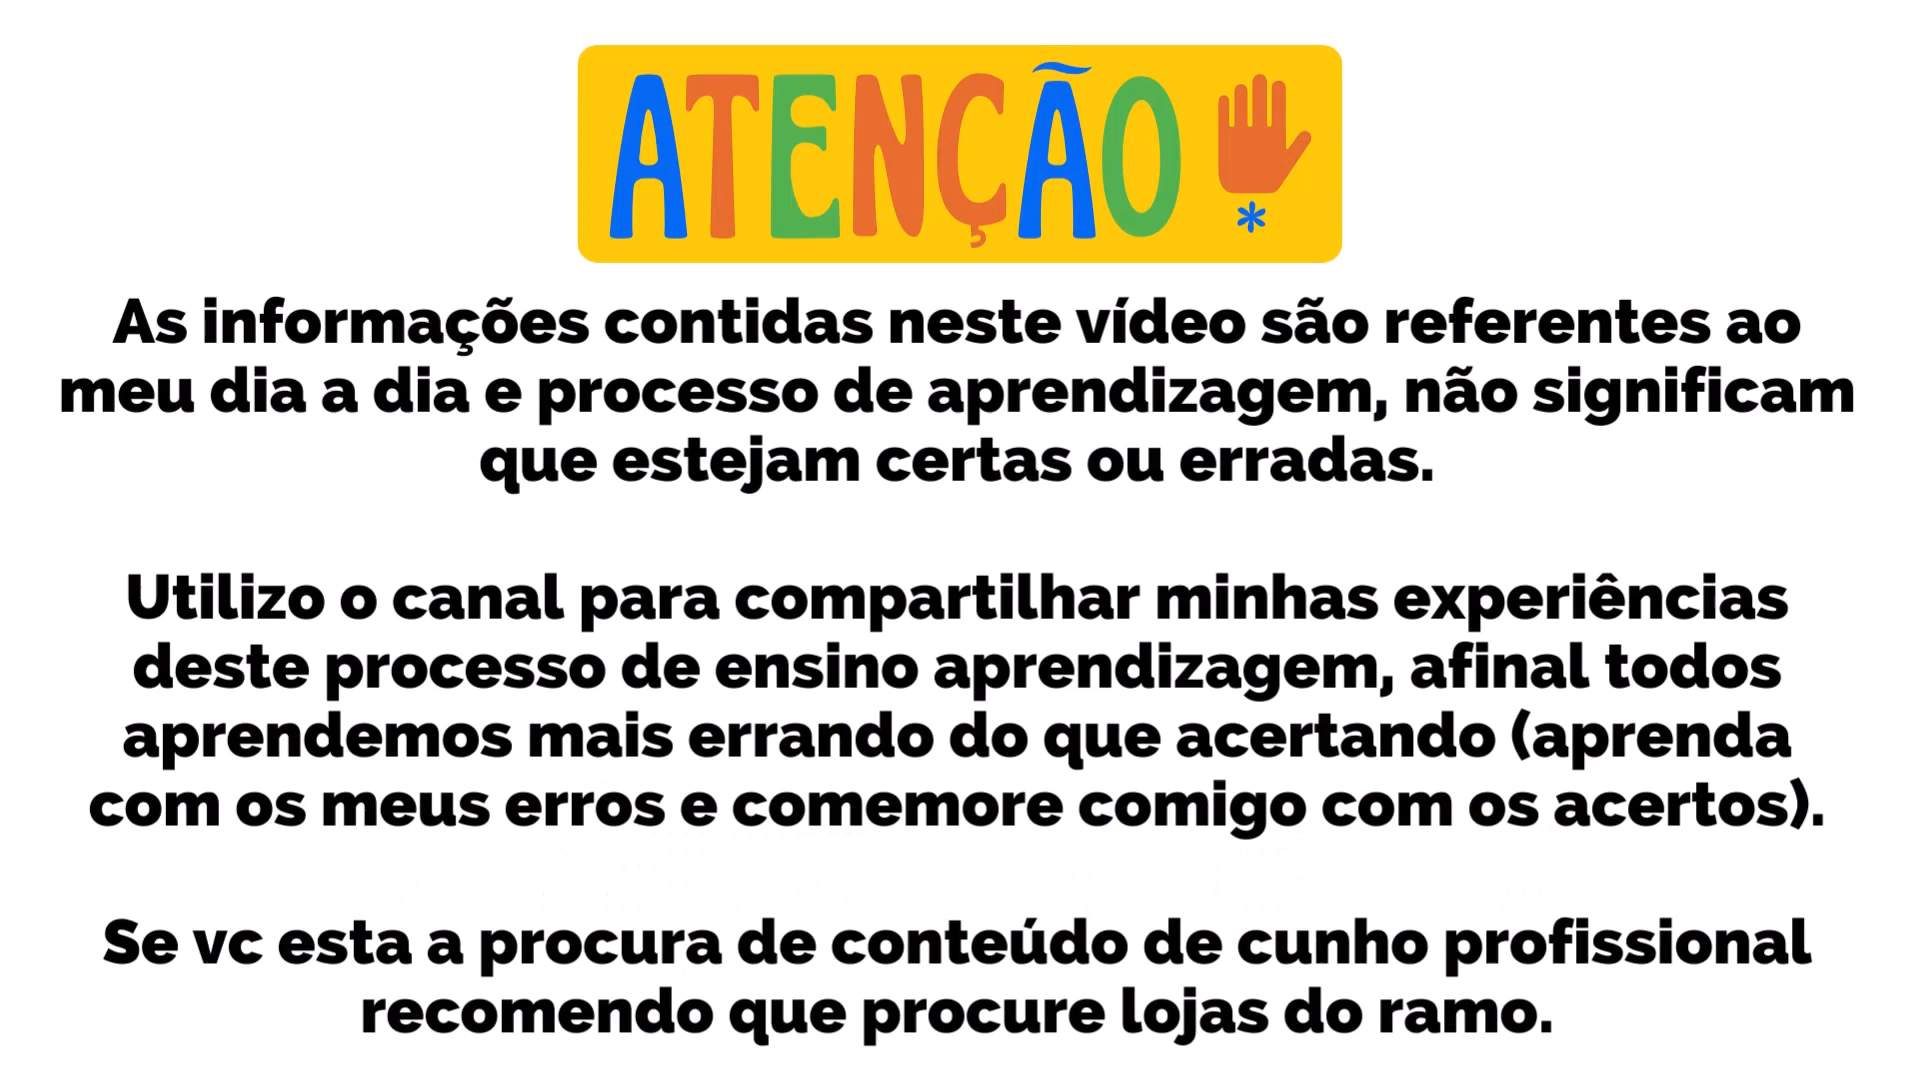 ATENÇÃO
As informações contidas neste vídeo são referentes ao
meu dia a dia e processo de aprendizagem, não significam
que estejam certas ou erradas.
Utilizo o canal para compartilhar minhas experiências
deste processo de ensino aprendizagem, afinal todos
aprendemos mais errando do que acertando (aprenda
com os meus erros e comemore comigo com os acertos).
Se vc esta a procura de conteúdo de cunho profissional
recomendo que procure lojas do ramo.